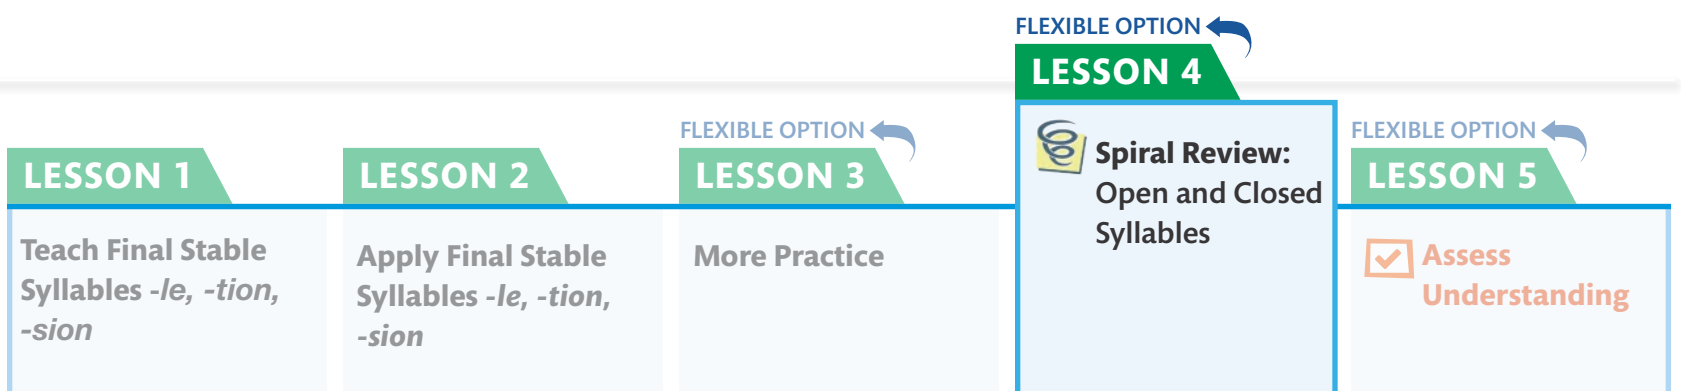 LESSON 1
Teach Final Stable
Syllables -le, -tion,
-sion
LESSON 2
Apply Final Stable
Syllables -le, -tion,
-sion
FLEXIBLE OPTION
LESSON 3
More Practice
FLEXIBLE OPTION
LESSON 4
Spiral Review:
Open and Closed
Syllables
FLEXIBLE OPTION
LESSON 5
Assess
Understanding